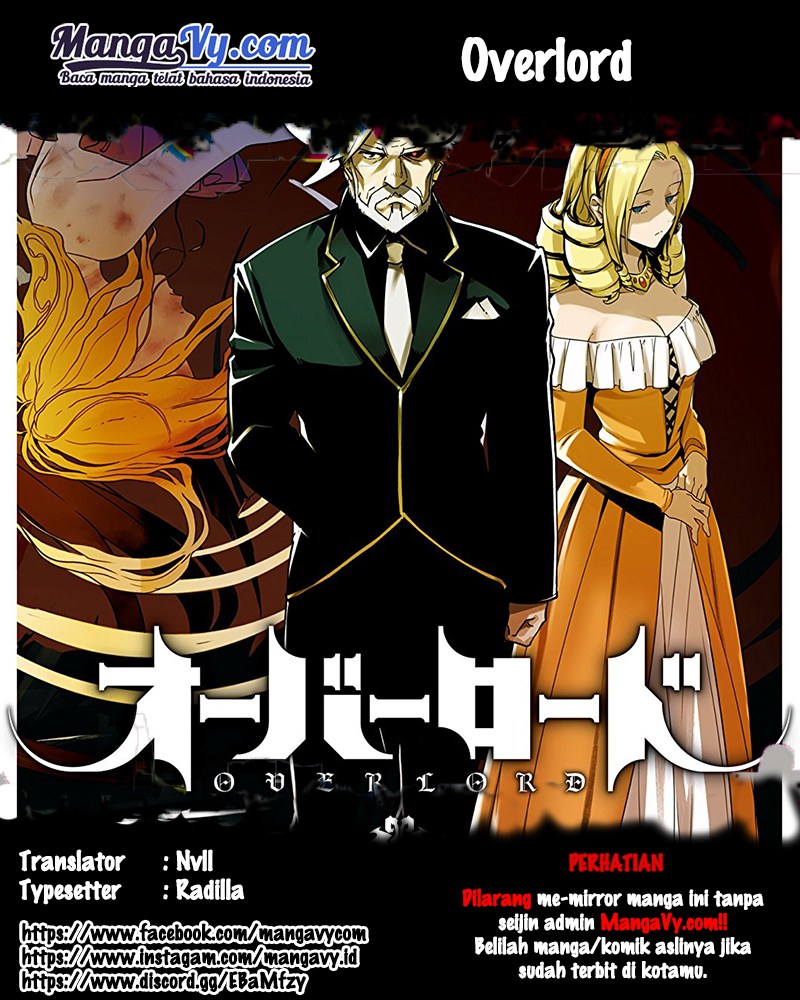 MangaVy.com
Baca manga telat bahasa indonesia
Overlord
オーバーロード
OVERLORD
Translator : Nvll
Typesetter : Radilla
https://www.facebook.com/mangavycom
https://www.instagam.com/mangavy.id
https://www.discord.gg/EBaMfzy
PERHATIAN
Dilarang me-mirror manga ini tanpa
seijin admin MangaVy.com!!
Belilah manga/komik aslinya jika
sudah terbit di kotamu.